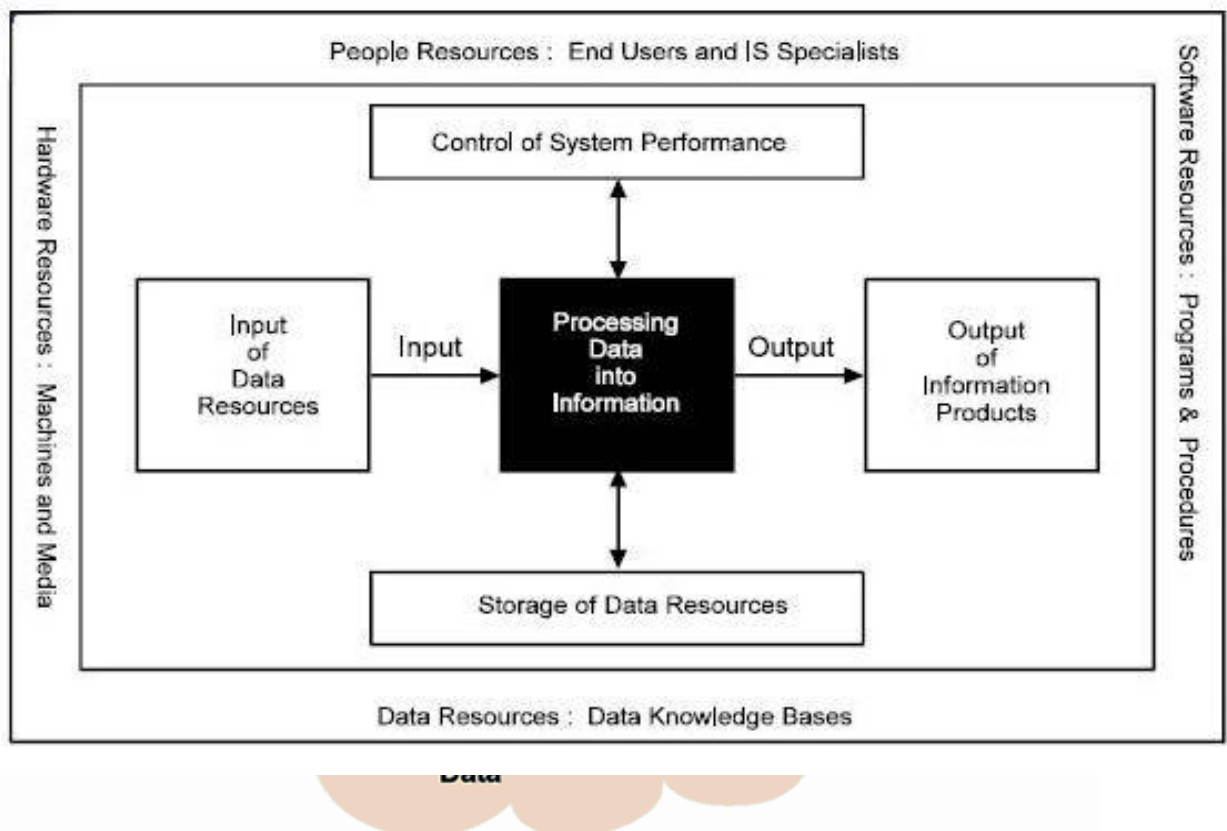 People Resources : End Users and IS Specialists
Control of System Performance
Hardware Resources : Machines and Media
Software Resources : Programs & Procedures
Input
of
Data
Resources
Input
Processing
Data
into
Information
Output
Output
of
Information
Products
Storage of Data Resources
Data Resources : Data Knowledge Bases
Data